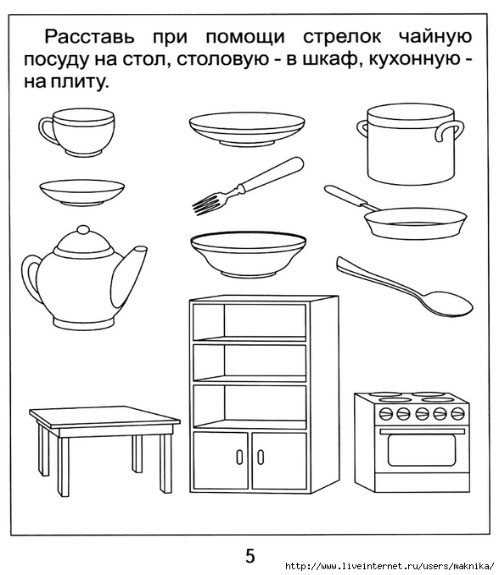 Расставь при помощи стрелок чайную
посуду на стол, столовую - в шкаф, кухонную -
на плиту.
5
http://www.liveinternet.ru/users/maknika/